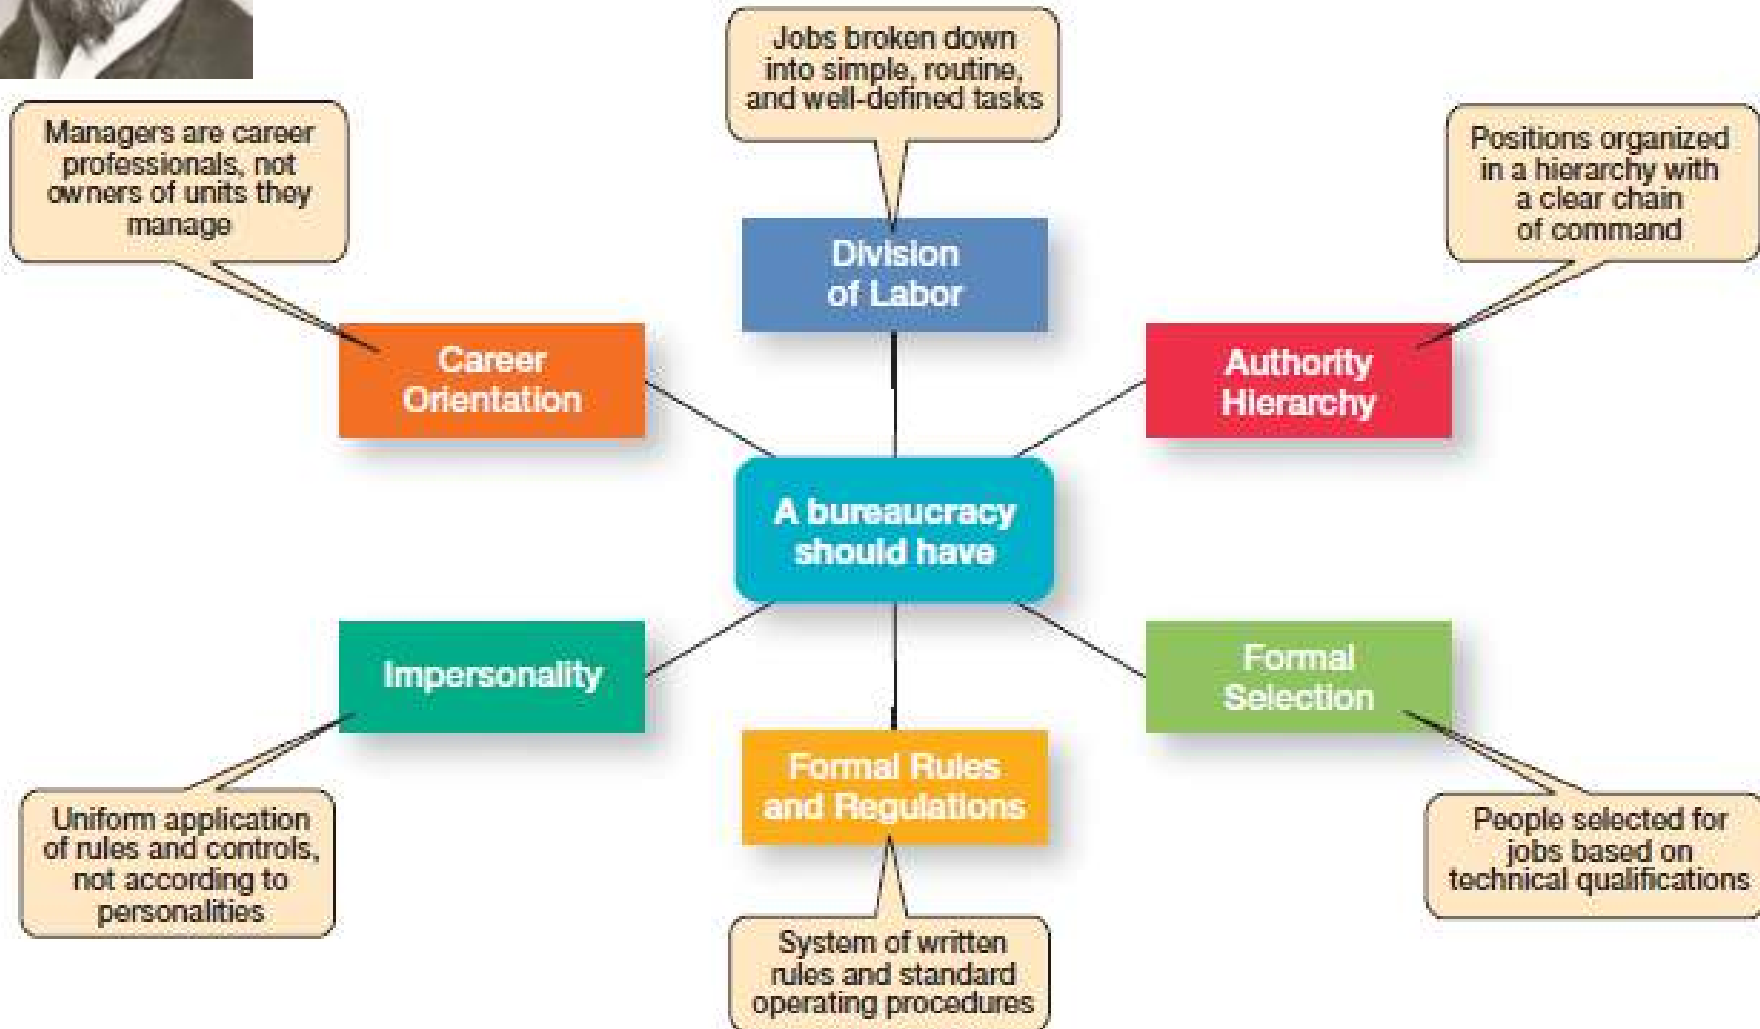 Jobs broken down
into simple, routine,
and well-defined tasks
Managers are career
professionals, not
owners of units they
manage
Positions organized
in a hierarchy with
a clear chain
of command
Division
of Labor
Career
Orientation
Authority
Hierarchy
A bureaucracy
should have
Impersonality
Formal
Selection
Formal Rules
and Regulations
Uniform application
of rules and controls,
not according to
personalities
People selected for
jobs based on
technical qualifications
System of written
rules and standard
operating procedures